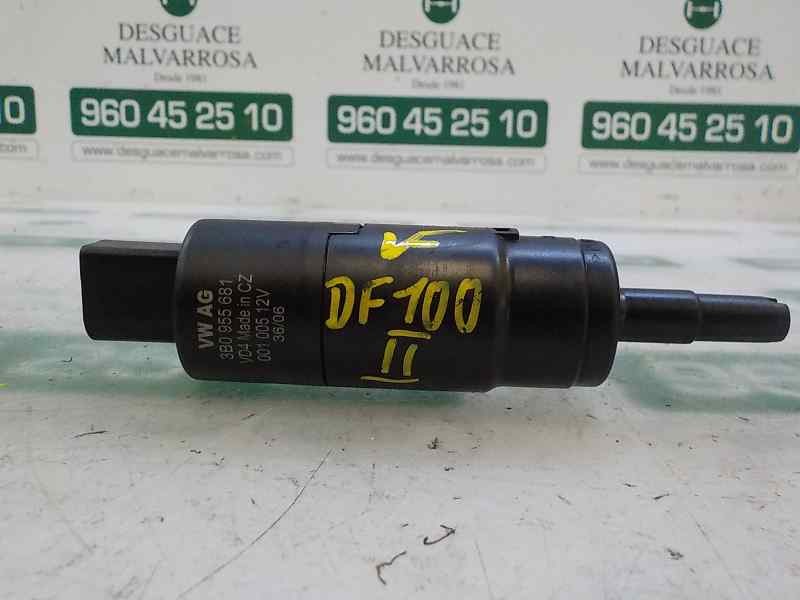 DESGUACE
MALVARROSA
Desde 1981
960 45 25 10
www.desguacemalvarrosa.com
DESGUACE
MALVARROSA
Desde 1981
960 45 25 10
www.desguacemalvarrosa.com
DESGUACE
MALVARROSA
Desde 1981
960 45 25 10
www.desguacemalvarrosa.com
VW AG
3B0 955 681
VD4 Made in CZ
001 005 12V
36/06
DF100
II